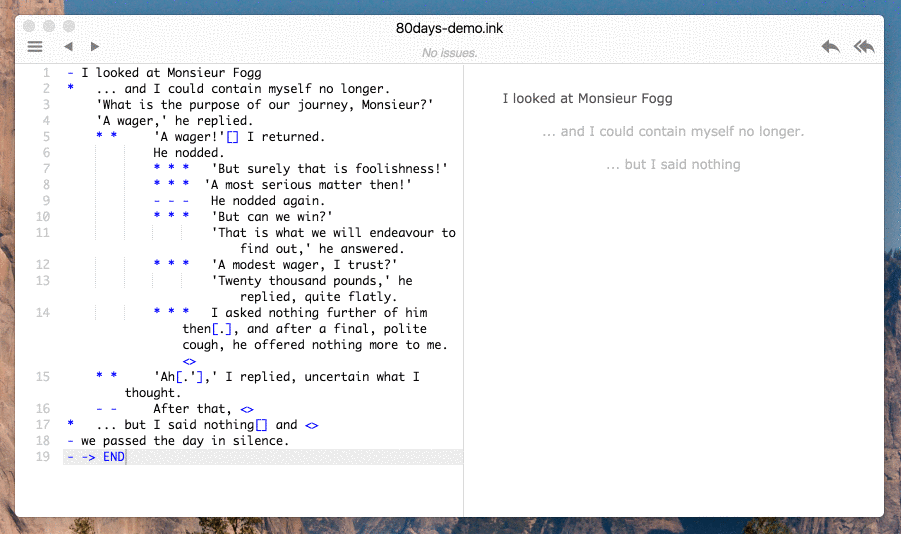 80days-demo.ink
No issues.
1 - I looked at Monsieur Fogg
2 * ... and I could contain myself no longer.
3 'What is the purpose of our journey, Monsieur?'
4 'A wager,' he replied.
5 * * 'A wager!'[] I returned.
6 He nodded.
7 * * * 'But surely that is foolishness!'
8 * * * 'A most serious matter then!'
9 - - - He nodded again.
10 * * * 'But can we win?'
11 'That is what we will endeavour to
find out,' he answered.
12 * * * 'A modest wager, I trust?'
13 'Twenty thousand pounds,' he
replied, quite flatly.
14 * * * I asked nothing further of him
then[.], and after a final, polite
cough, he offered nothing more to me.
<>
15 * * 'Ah[.'],' I replied, uncertain what I
thought.
16 - - After that, <>
17 * ... but I said nothing[] and <>
18 - we passed the day in silence.
19 - -> END
I looked at Monsieur Fogg
... and I could contain myself no longer.
... but I said nothing